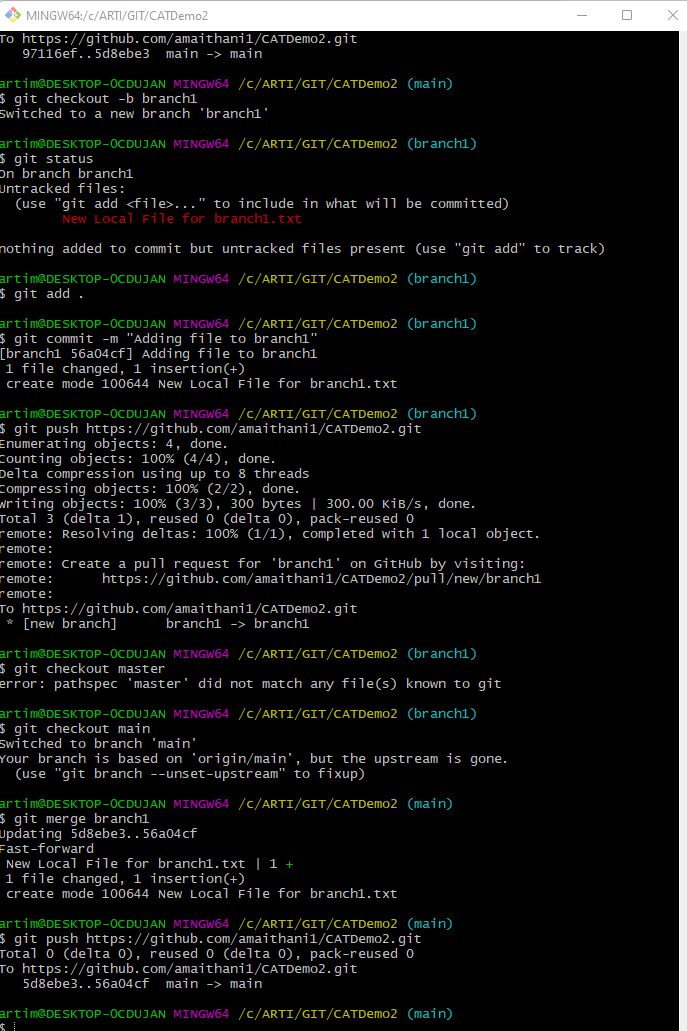 MINGW64:/c/ARTI/GIT/CATDemo2
To https://github.com/amaithani1/CATDemo2.git
   97116ef..5d8ebe3  main -> main
artim@DESKTOP-OCDUJAN MINGW64 /c/ARTI/GIT/CATDemo2 (main)
$ git checkout -b branch1
Switched to a new branch 'branch1'
artim@DESKTOP-OCDUJAN MINGW64 /c/ARTI/GIT/CATDemo2 (branch1)
$ git status
On branch branch1
Untracked files:
  (use "git add <file>..." to include in what will be committed)
        New Local File for branch1.txt
nothing added to commit but untracked files present (use "git add" to track)
artim@DESKTOP-OCDUJAN MINGW64 /c/ARTI/GIT/CATDemo2 (branch1)
$ git add .
artim@DESKTOP-OCDUJAN MINGW64 /c/ARTI/GIT/CATDemo2 (branch1)
$ git commit -m "Adding file to branch1"
[branch1 56a04cf] Adding file to branch1
 1 file changed, 1 insertion(+)
 create mode 100644 New Local File for branch1.txt
artim@DESKTOP-OCDUJAN MINGW64 /c/ARTI/GIT/CATDemo2 (branch1)
$ git push https://github.com/amaithani1/CATDemo2.git
Enumerating objects: 4, done.
Counting objects: 100% (4/4), done.
Delta compression using up to 8 threads
Compressing objects: 100% (2/2), done.
Writing objects: 100% (3/3), 300 bytes | 300.00 KiB/s, done.
Total 3 (delta 1), reused 0 (delta 0), pack-reused 0
remote: Resolving deltas: 100% (1/1), completed with 1 local object.
remote:
remote: Create a pull request for 'branch1' on GitHub by visiting:
remote:      https://github.com/amaithani1/CATDemo2/pull/new/branch1
remote:
To https://github.com/amaithani1/CATDemo2.git
 * [new branch]      branch1 -> branch1
artim@DESKTOP-OCDUJAN MINGW64 /c/ARTI/GIT/CATDemo2 (branch1)
$ git checkout master
error: pathspec 'master' did not match any file(s) known to git
artim@DESKTOP-OCDUJAN MINGW64 /c/ARTI/GIT/CATDemo2 (branch1)
$ git checkout main
Switched to branch 'main'
Your branch is based on 'origin/main', but the upstream is gone.
  (use "git branch --unset-upstream" to fixup)
artim@DESKTOP-OCDUJAN MINGW64 /c/ARTI/GIT/CATDemo2 (main)
$ git merge branch1
Updating 5d8ebe3..56a04cf
Fast-forward
 New Local File for branch1.txt | 1 +
 1 file changed, 1 insertion(+)
 create mode 100644 New Local File for branch1.txt
artim@DESKTOP-OCDUJAN MINGW64 /c/ARTI/GIT/CATDemo2 (main)
$ git push https://github.com/amaithani1/CATDemo2.git
Total 0 (delta 0), reused 0 (delta 0), pack-reused 0
To https://github.com/amaithani1/CATDemo2.git
   5d8ebe3..56a04cf  main -> main
artim@DESKTOP-OCDUJAN MINGW64 /c/ARTI/GIT/CATDemo2 (main)
$